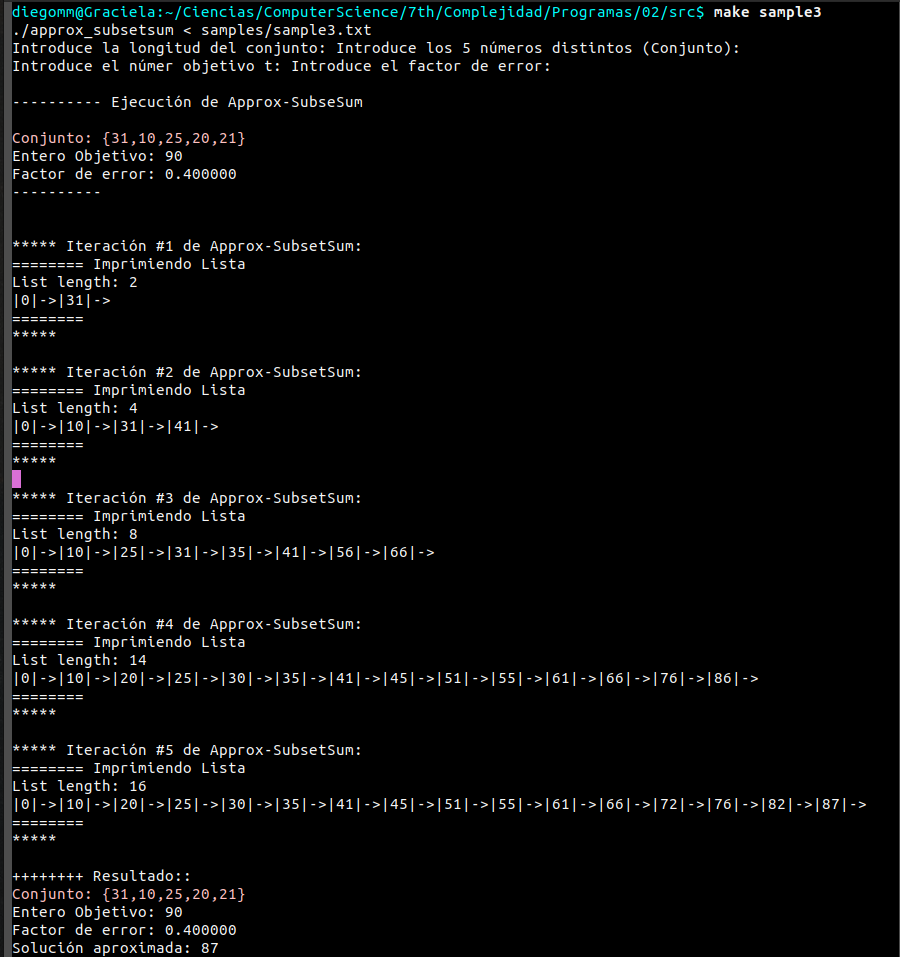 diegomm@Graciela:~/Ciencias/ComputerScience/7th/Complejidad/Programas/02/src$ make sample3
./approx_subsetsum < samples/sample3.txt
Introduce la longitud del conjunto: Introduce los 5 números distintos (Conjunto):
Introduce el númer objetivo t: Introduce el factor de error:
---------- Ejecución de Approx-SubseSum
Conjunto: {31,10,25,20,21}
Entero Objetivo: 90
Factor de error: 0.400000
----------
***** Iteración #1 de Approx-SubsetSum:
======== Imprimiendo Lista
List length: 2
|0|->|31|->
========
*****
***** Iteración #2 de Approx-SubsetSum:
======== Imprimiendo Lista
List length: 4
|0|->|10|->|31|->|41|->
========
*****
***** Iteración #3 de Approx-SubsetSum:
======== Imprimiendo Lista
List length: 8
|0|->|10|->|25|->|31|->|35|->|41|->|56|->|66|->
========
*****
***** Iteración #4 de Approx-SubsetSum:
======== Imprimiendo Lista
List length: 14
|0|->|10|->|20|->|25|->|30|->|35|->|41|->|45|->|51|->|55|->|61|->|66|->|76|->|86|->
========
*****
***** Iteración #5 de Approx-SubsetSum:
======== Imprimiendo Lista
List length: 16
|0|->|10|->|20|->|25|->|30|->|35|->|41|->|45|->|51|->|55|->|61|->|66|->|72|->|76|->|82|->|87|->
========
*****
++++++++ Resultado::
Conjunto: {31,10,25,20,21}
Entero Objetivo: 90
Factor de error: 0.400000
Solución aproximada: 87